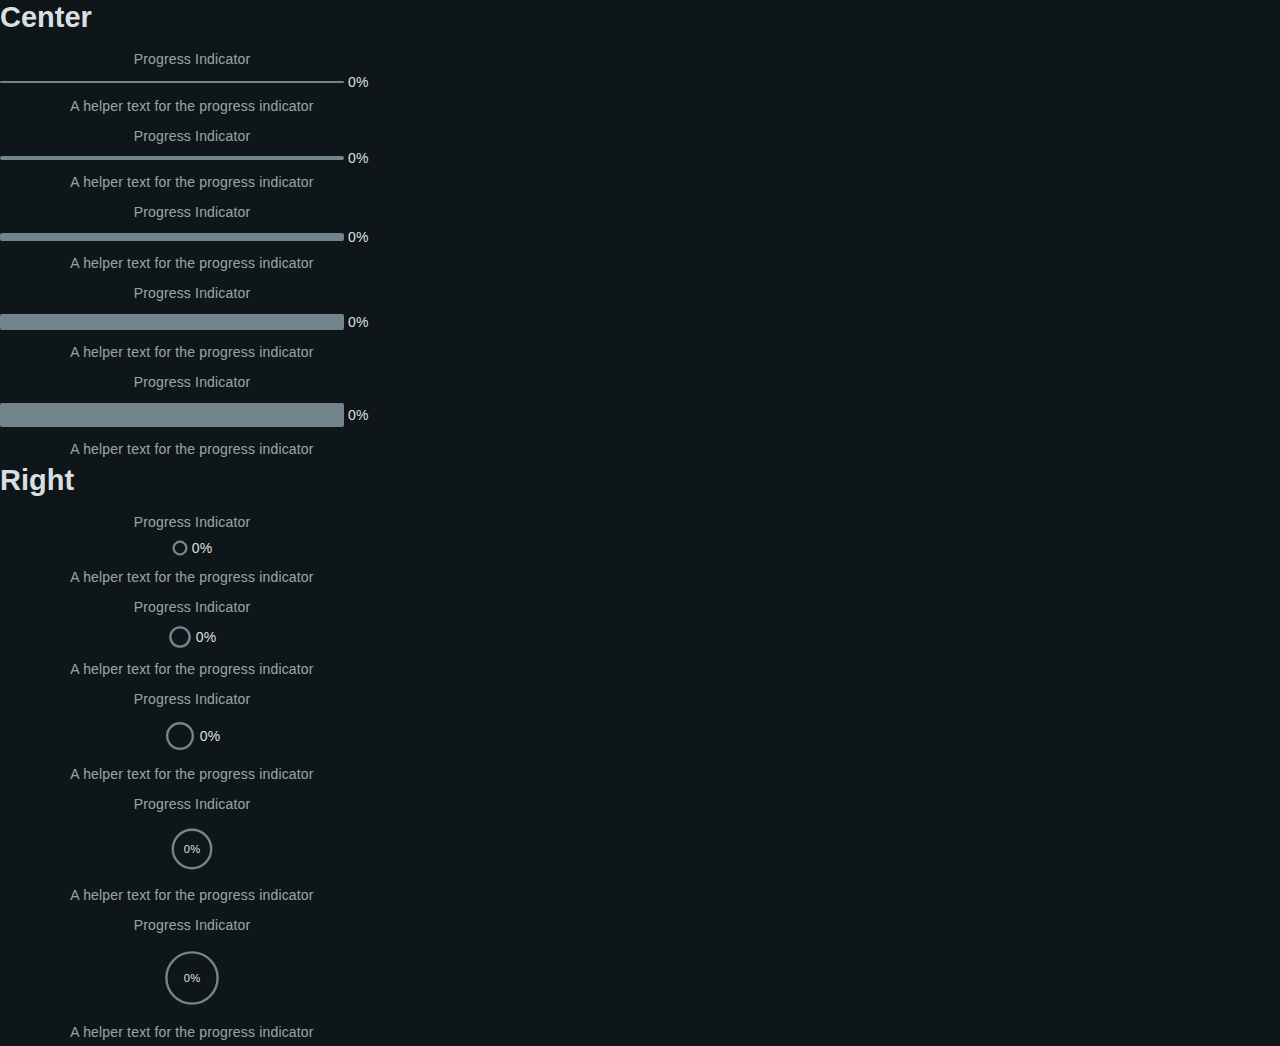 Center
Progress Indicator
0%
A helper text for the progress indicator
Progress Indicator
0%
A helper text for the progress indicator
Progress Indicator
0%
A helper text for the progress indicator
Progress Indicator
0%
A helper text for the progress indicator
Progress Indicator
0%
A helper text for the progress indicator
Right
Progress Indicator
0%
A helper text for the progress indicator
Progress Indicator
0%
A helper text for the progress indicator
Progress Indicator
0%
A helper text for the progress indicator
Progress Indicator
0%
A helper text for the progress indicator
Progress Indicator
0%
A helper text for the progress indicator